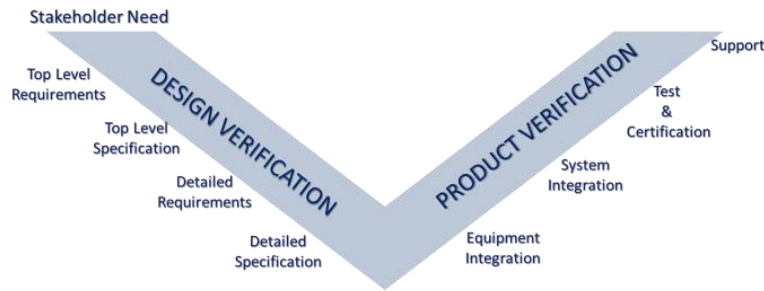 Stakeholder Need
Top Level
Requirements
DESIGN VERIFICATION
Top Level
Specification
Detailed
Requirements
Detailed
Specification
PRODUCT VERIFICATION
Support
Test
&
Certification
System
Integration
Equipment
Integration